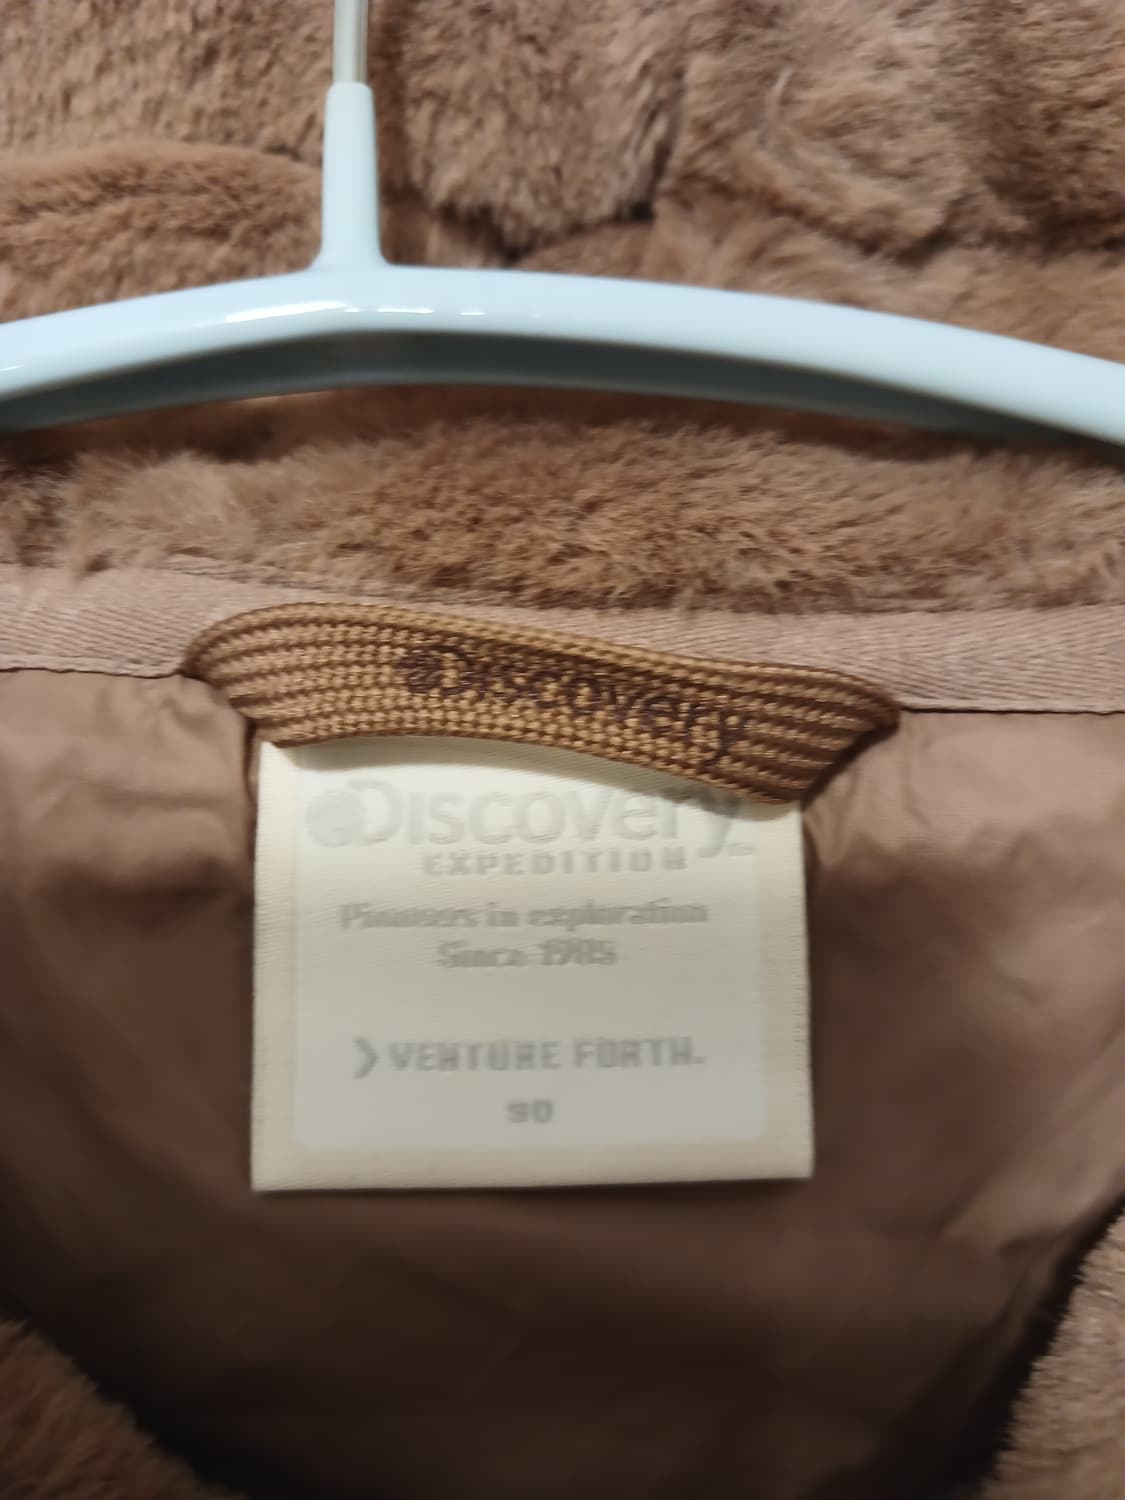 Discovery
Discovery
EXPEDITION
Pioneers in exploration
Since 1985
❯ VENTURE FORTH.
90